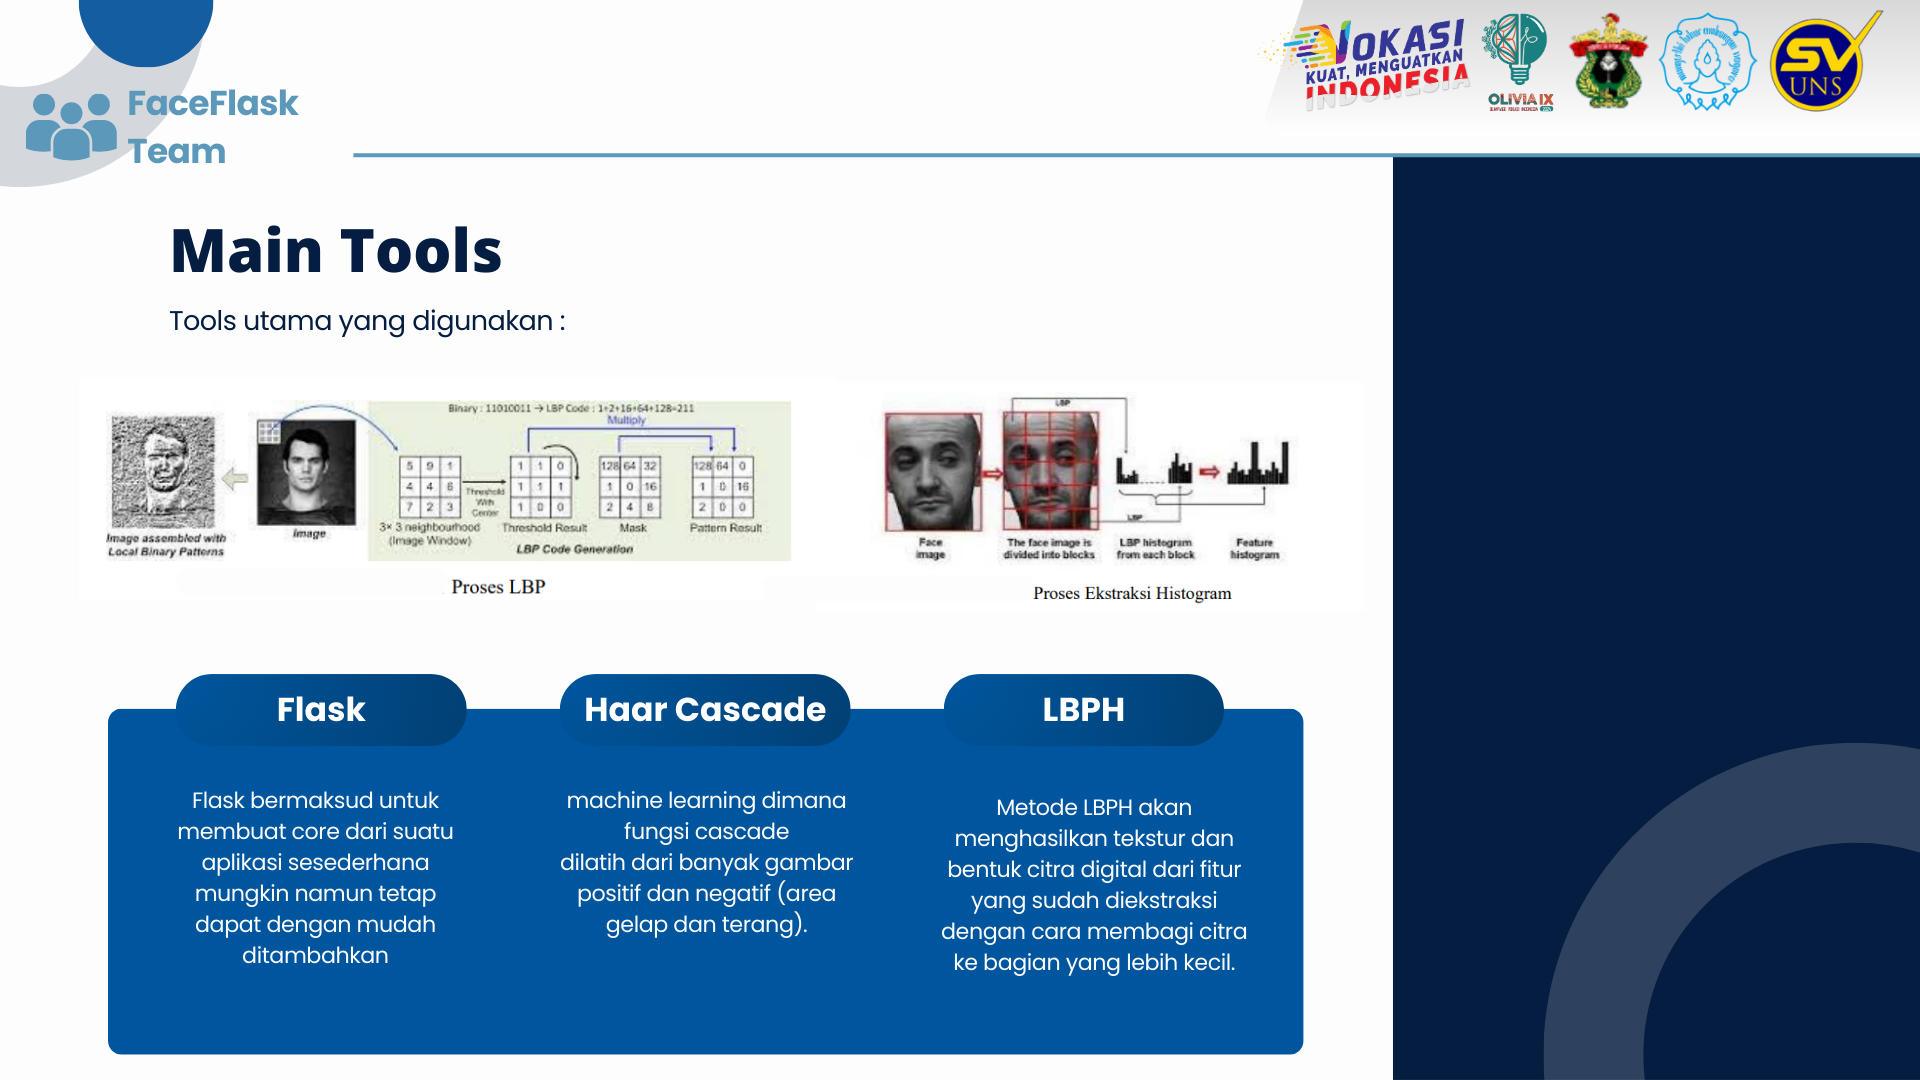 FaceFlask
Team
VOKASI
KUAT, MENGUATKAN
INDONESIA
OLIVIA IX
SV
UNS
Main Tools
Tools utama yang digunakan :
Binary : 11010011 → LBP Code : 1+2+16+64+128=211
Multiply
5 9 1
4 4 6
7 2 3
Threshold
With
Center
1 1 0
1 1 1
1 0 0
128 64 32
1 0 16
2 4 8
128 64 0
1 0 16
2 0 0
Image assembled with
Local Binary Patterns
Image
3× 3 neighbourhood
(Image Window)
Threshold Result
Mask
Pattern Result
LBP Code Generation
Proses LBP
LBP
LBP
Face
image
The face image is
divided into blocks
LBP histogram
from each block
Feature
histogram
Proses Ekstraksi Histogram
Flask
Flask bermaksud untuk
membuat core dari suatu
aplikasi sesederhana
mungkin namun tetap
dapat dengan mudah
ditambahkan
Haar Cascade
machine learning dimana
fungsi cascade
dilatih dari banyak gambar
positif dan negatif (area
gelap dan terang).
LBPH
Metode LBPH akan
menghasilkan tekstur dan
bentuk citra digital dari fitur
yang sudah diekstraksi
dengan cara membagi citra
ke bagian yang lebih kecil.